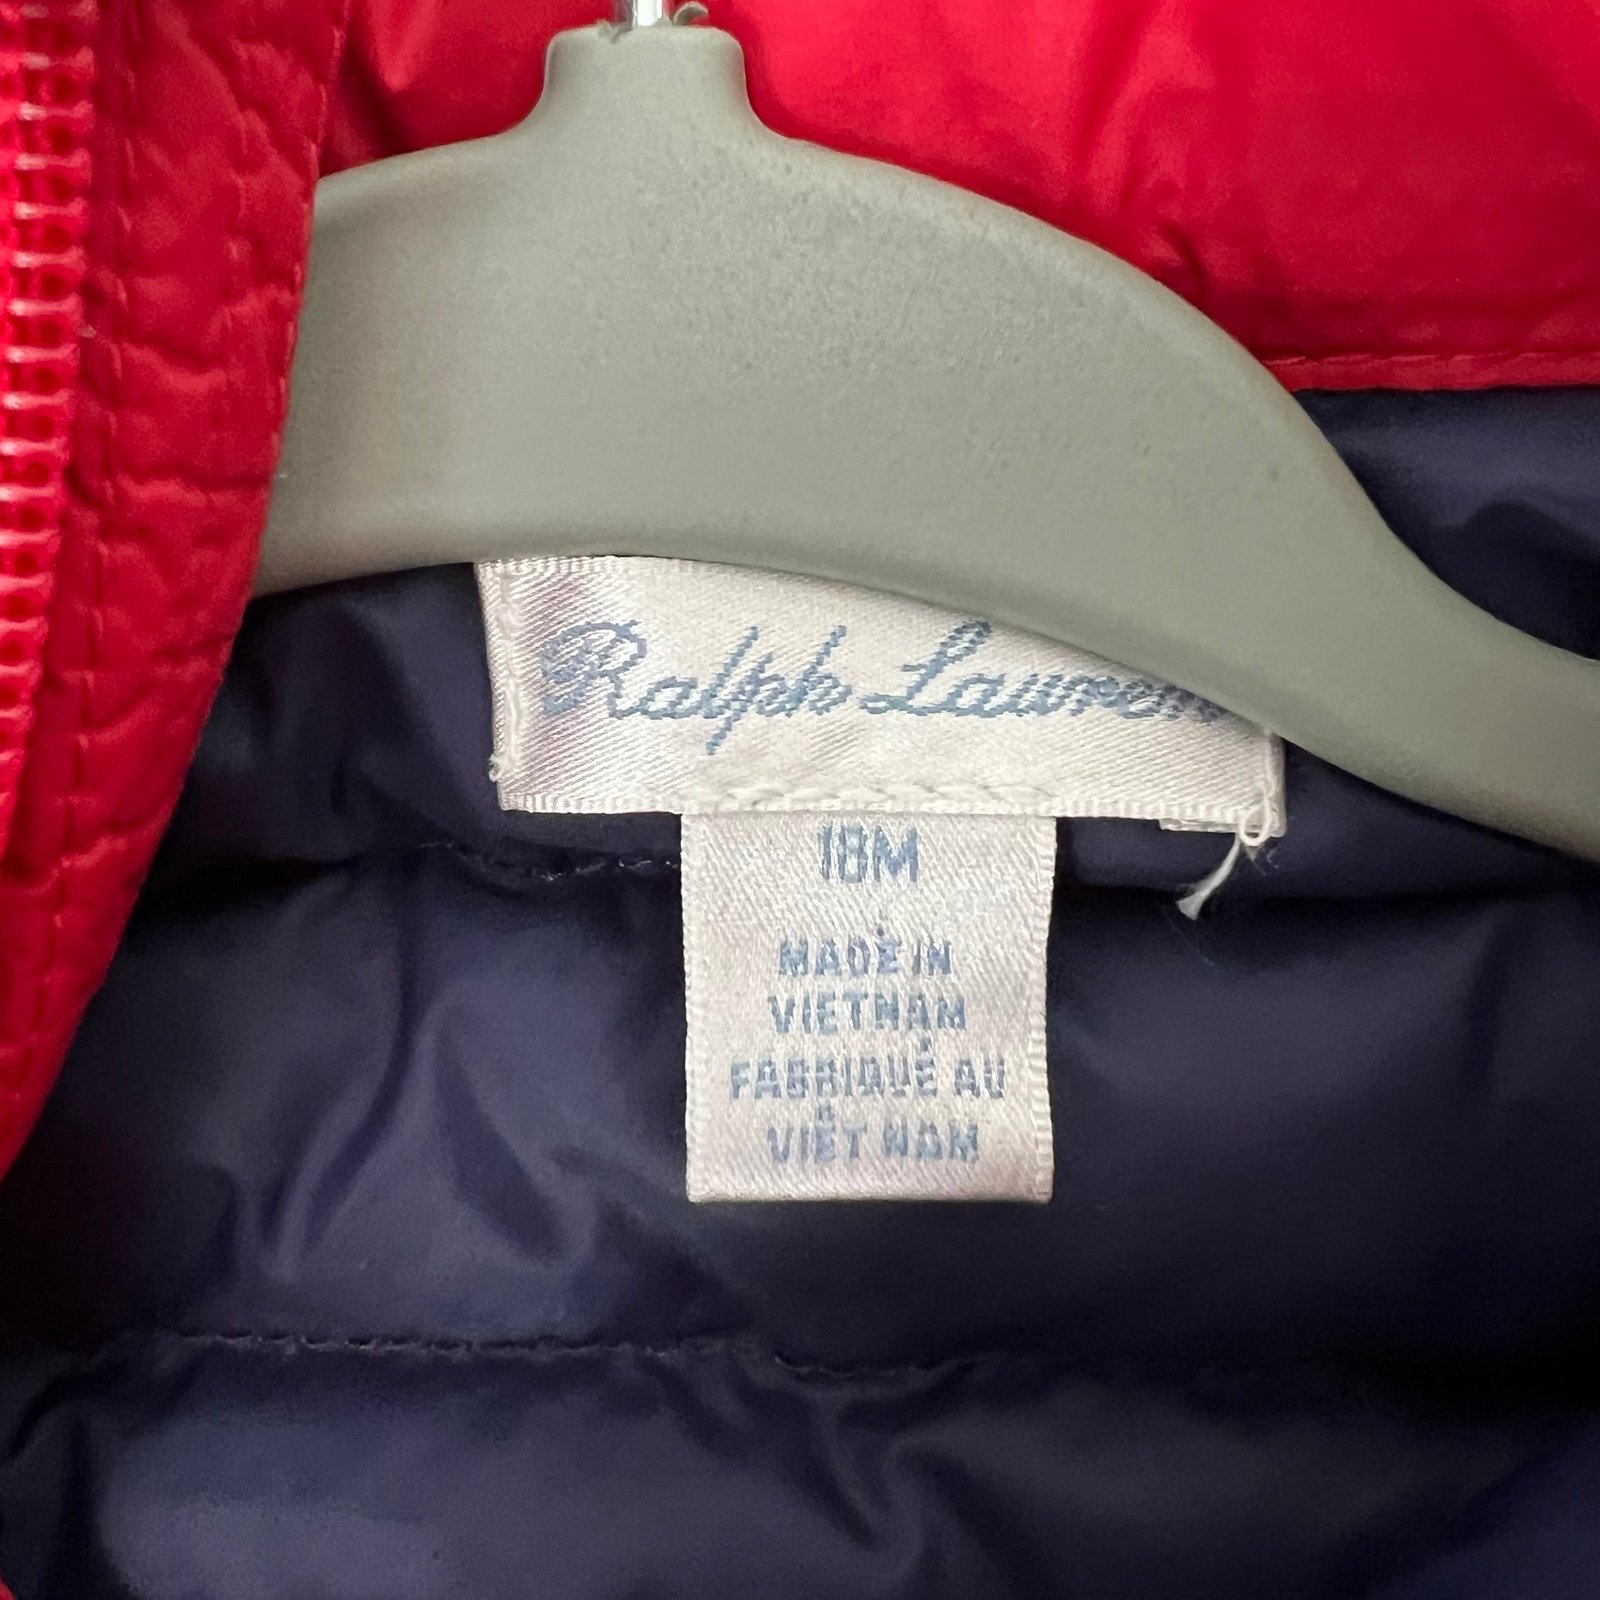 Ralph Lauren
18M
MADE IN
VIETNAM
FABRIQUÉ AU
VIÊT NAM